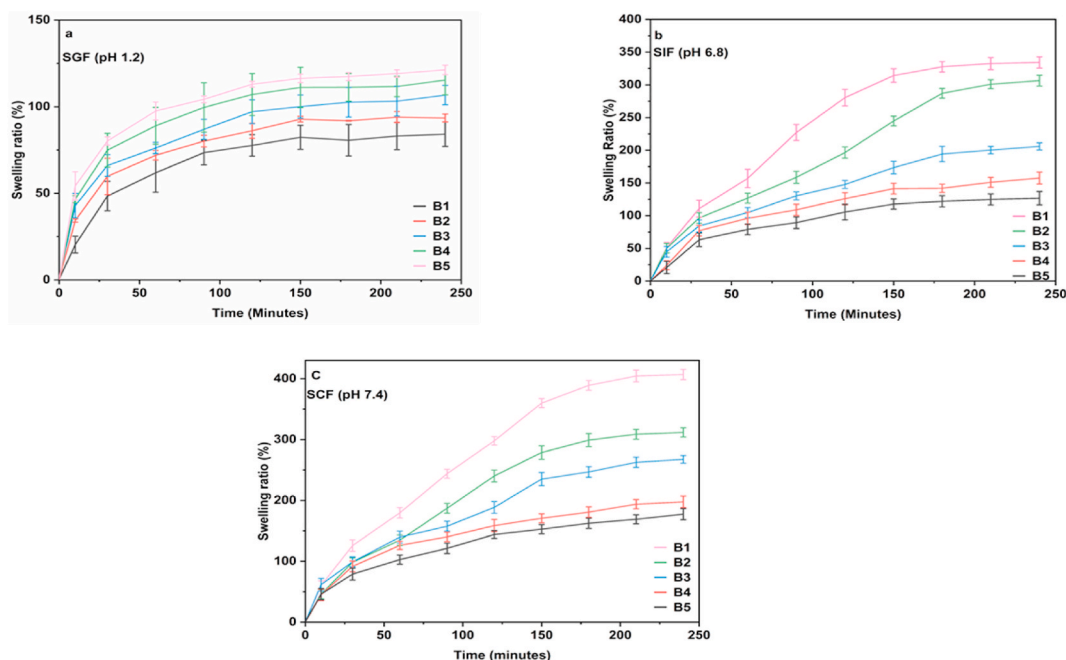 a
SGF (pH 1.2)
Swelling ratio (%)
150
100
50
0
B1
B2
B3
B4
B5
0
50
100
150
200
250
Time (Minutes)
b
SIF (pH 6.8)
Swelling Ratio (%)
400
350
300
250
200
150
100
50
0
B1
B2
B3
B4
B5
0
50
100
150
200
250
Time (Minutes)
C
SCF (pH 7.4)
Swelling ratio (%)
400
300
200
100
0
B1
B2
B3
B4
B5
0
50
100
150
200
250
Time (minutes)